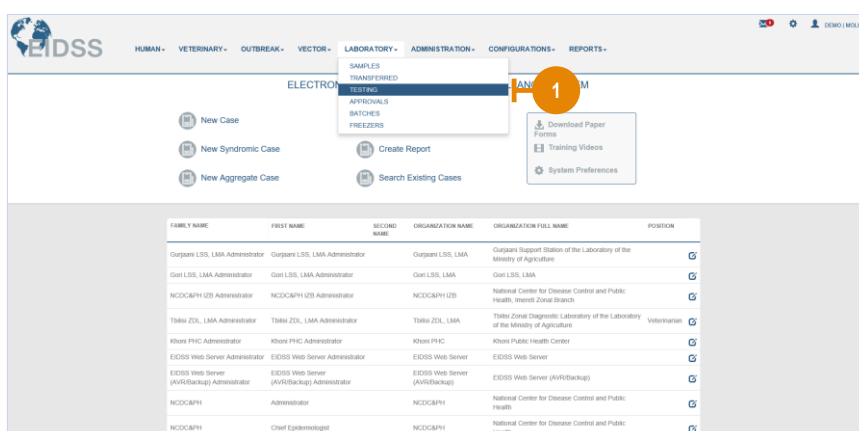 EIDSS
DEMO | MOL
HUMAN VETERINARY OUTBREAK VECTOR LABORATORY ADMINISTRATION CONFIGURATIONS REPORTS
SAMPLES
TRANSFERRED
TESTING
APPROVALS
BATCHES
FREEZERS
1
ELECTRON
AN
M
New Case
New Syndromic Case
New Aggregate Case
Create Report
Search Existing Cases
Download Paper
Forms
Training Videos
System Preferences
FAMILY NAME FIRST NAME SECOND NAME ORGANIZATION NAME ORGANIZATION FULL NAME POSITION
Gurjaani LSS, LMA Administrator Gurjaani LSS, LMA Administrator Gurjaani LSS, LMA Gurjaani Support Station of the Laboratory of the
Ministry of Agriculture
Gori LSS, LMA Administrator Gori LSS, LMA Administrator Gori LSS, LMA Gori LSS, LMA
NCDC&PH IZB Administrator NCDC&PH IZB Administrator NCDC&PH IZB National Center for Disease Control and Public
Health, Imereti Zonal Branch
Tbilisi ZDL, LMA Administrator Tbilisi ZDL, LMA Administrator Tbilisi ZDL, LMA Tbilisi Zonal Diagnostic Laboratory of the Laboratory Veterinarian
of the Ministry of Agriculture
Khoni PHC Administrator Khoni PHC Administrator Khoni PHC Khoni Public Health Center
EIDSS Web Server Administrator EIDSS Web Server Administrator EIDSS Web Server EIDSS Web Server
EIDSS Web Server EIDSS Web Server EIDSS Web Server EIDSS Web Server (AVR/Backup)
(AVR/Backup) Administrator (AVR/Backup) Administrator (AVR/Backup)
NCDC&PH Administrator NCDC&PH National Center for Disease Control and Public
Health
NCDC&PH Chief Epidemiologist NCDC&PH National Center for Disease Control and Public